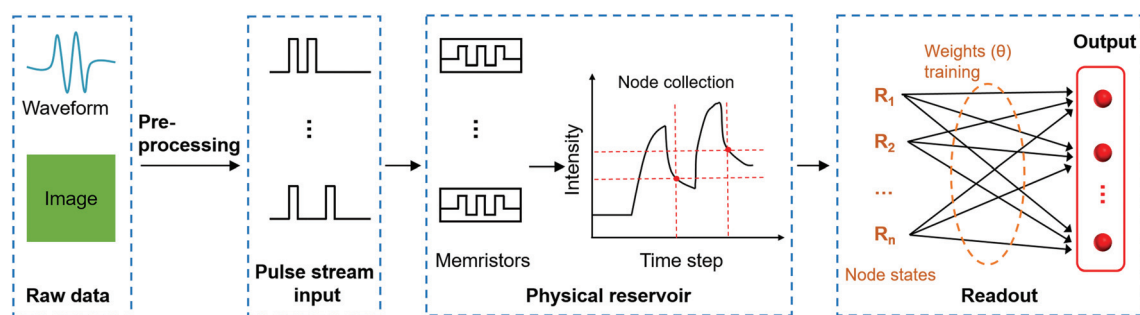 Waveform
Image
Raw data
Pre-
processing
⋮
Pulse stream
input
⋮
Memristors
Node collection
Intensity
Time step
Physical reservoir
Weights (θ)
training
R1
R2
...
Rn
Node states
Output
⋮
Readout